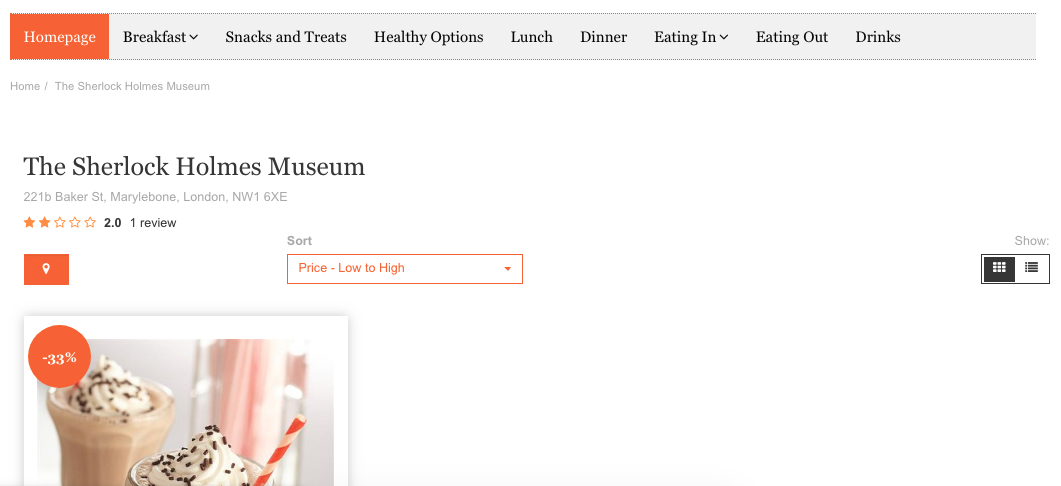 Homepage Breakfast Snacks and Treats Healthy Options Lunch Dinner Eating In Eating Out Drinks
Home / The Sherlock Holmes Museum
The Sherlock Holmes Museum
221b Baker St, Marylebone, London, NW1 6XE
2.0 1 review
Sort
Show:
Price - Low to High
-33%